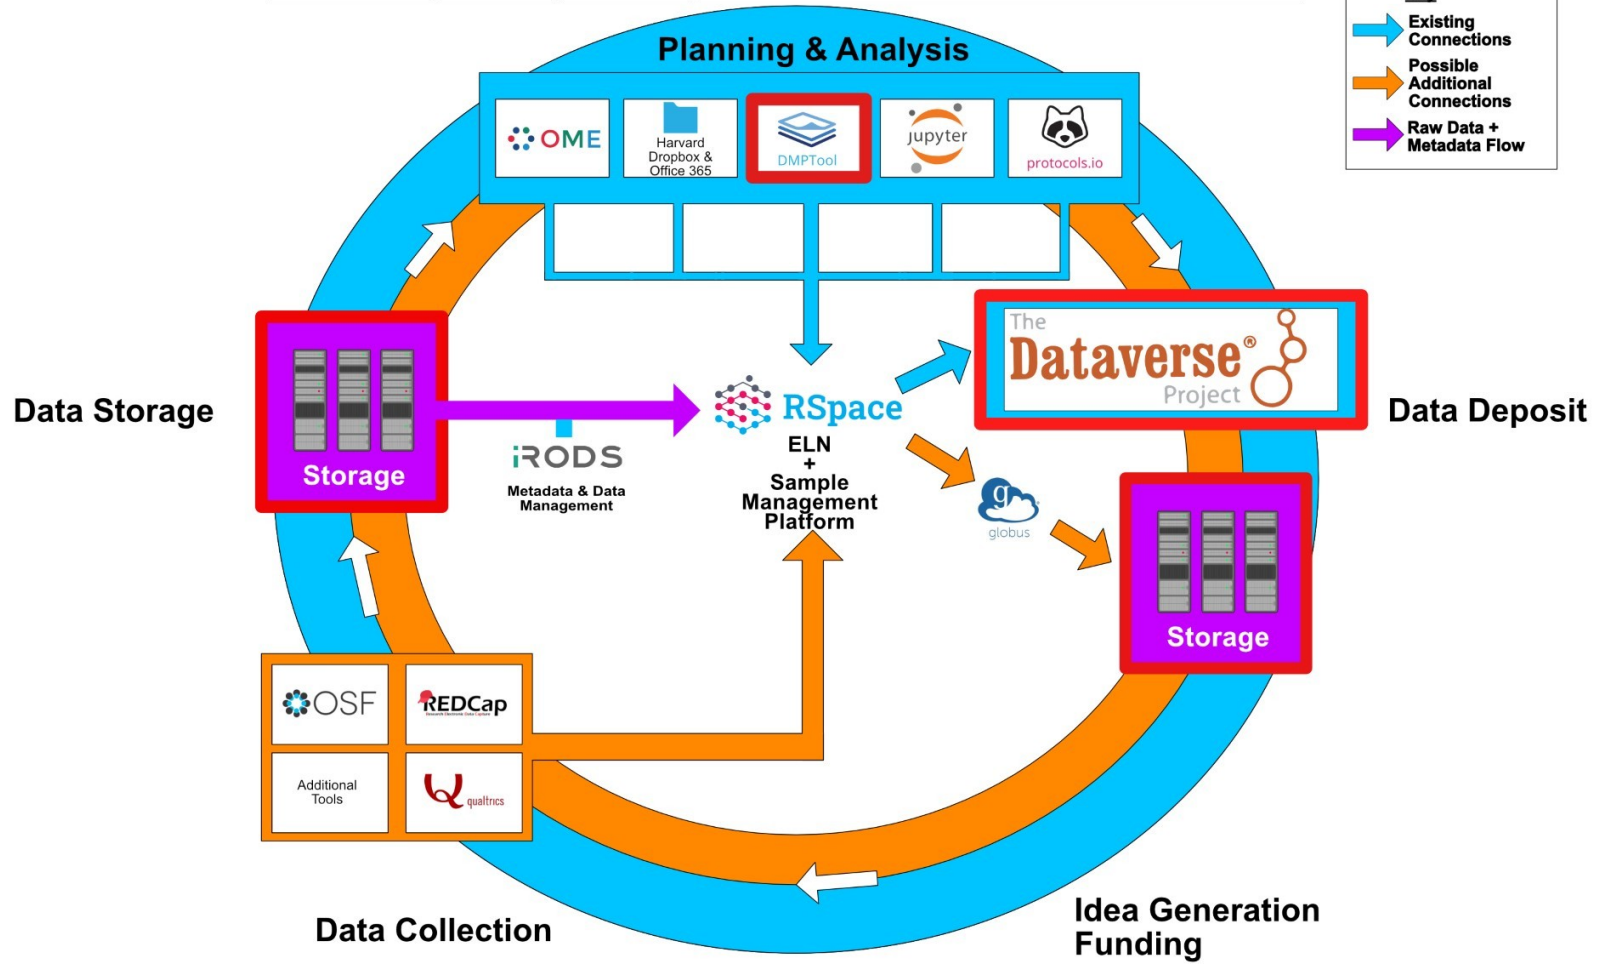 Planning & Analysis
Existing
Connections
Possible
Additional
Connections
Raw Data +
Metadata Flow
OME
Harvard
Dropbox &
Office 365
DMPTool
jupyter
protocols.io
The
Dataverse®
Project
Data Storage
Storage
iRODS
Metadata & Data
Management
RSpace
ELN
+
Sample
Management
Platform
Data Deposit
g
globus
Storage
OSF
REDCap
Additional
Tools
qualtrics
Data Collection
Idea Generation
Funding